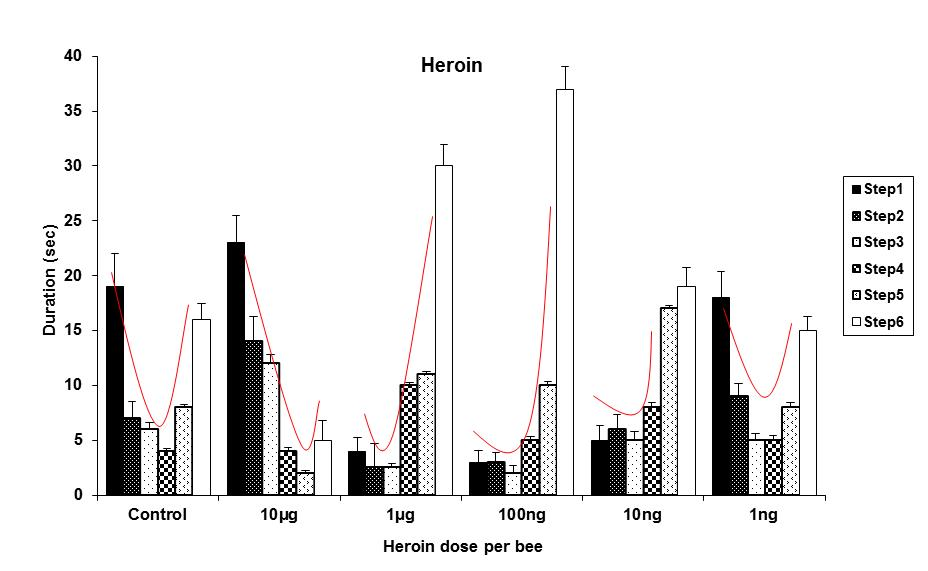 Heroin
40
35
30
25
20
15
10
5
0
Duration (sec)
Control 10µg 1µg 100ng 10ng 1ng
Heroin dose per bee
Step1
Step2
Step3
Step4
Step5
Step6